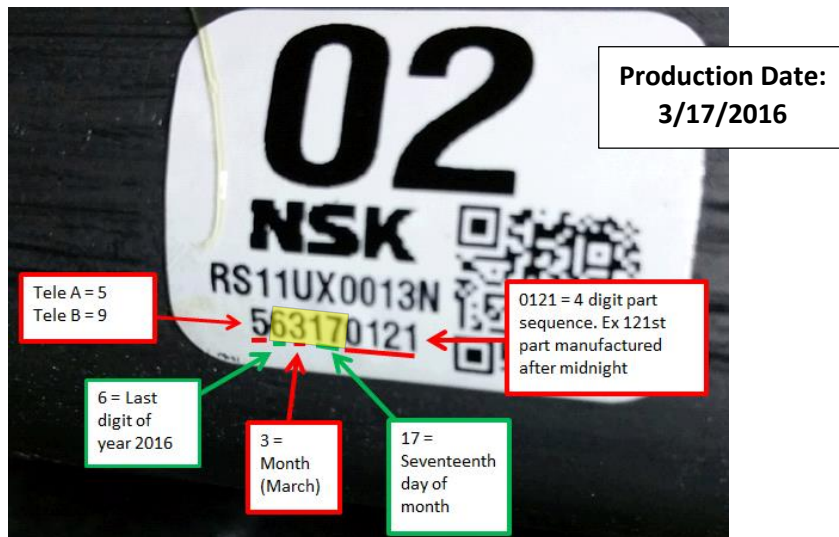 02
Production Date:
3/17/2016
NSK
RS11UX0013N
563170121
Tele A = 5
Tele B = 9
0121 = 4 digit part
sequence. Ex 121st
part manufactured
after midnight
6 = Last
digit of
year 2016
3 =
Month
(March)
17 =
Seventeenth
day of
month